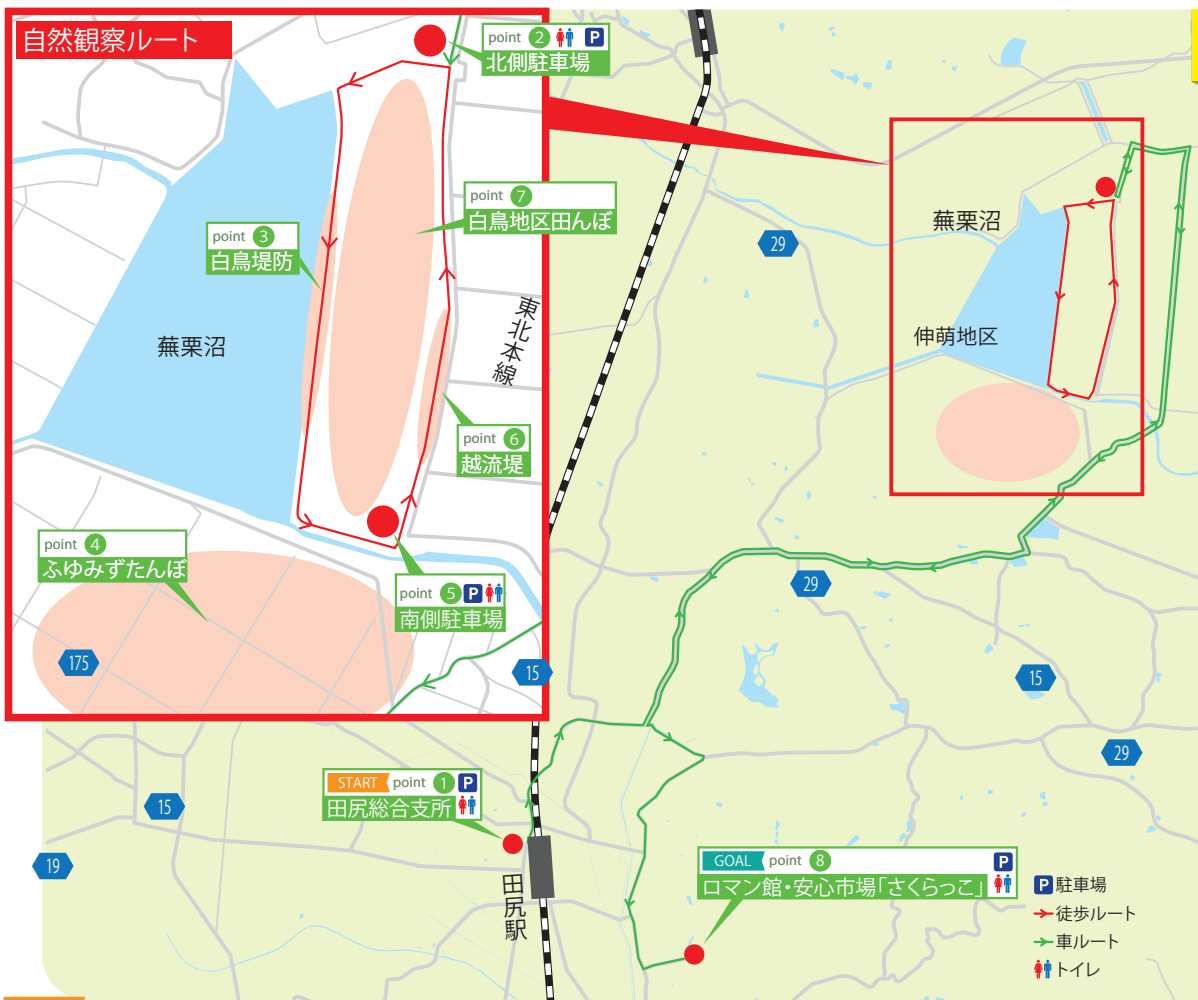 自然観察ルート
point 2 P
北側駐車場
point 7
白鳥地区田んぼ
point 3
白鳥堤防
蕪栗沼
東北本線
point 6
越流堤
point 4
ふゆみずたんぼ
point 5 P
南側駐車場
175
15
29
蕪栗沼
伸萌地区
29
15
29
START point 1 P
田尻総合支所
15
19
田尻駅
GOAL point 8 P
ロマン館・安心市場「さくらっこ」
P 駐車場
徒歩ルート
車ルート
トイレ